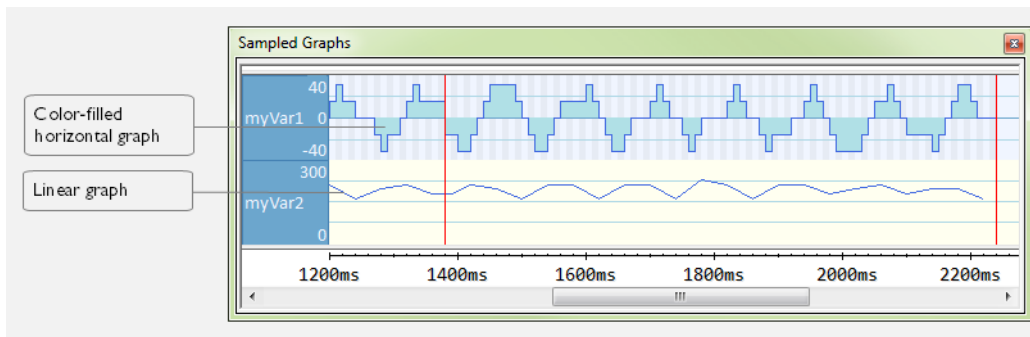 Sampled Graphs
Color-filled
horizontal graph
Linear graph
40
myVar1 0
-40
300
myVar2
0
1200ms 1400ms 1600ms 1800ms 2000ms 2200ms